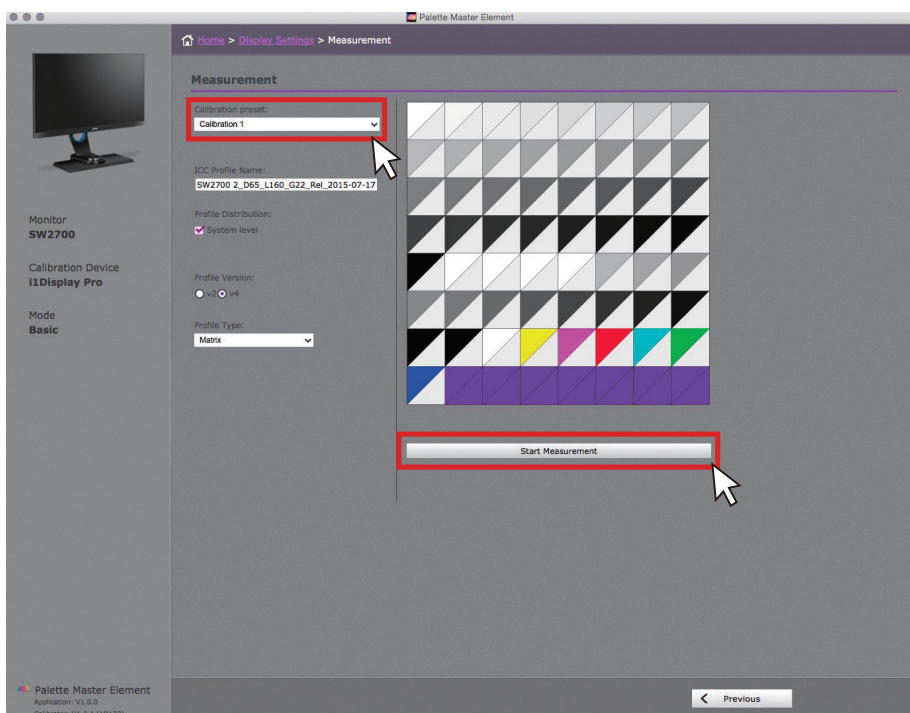 Palette Master Element
Home > Display Settings > Measurement
Measurement
Calibration preset:
Calibration 1
ICC Profile Name:
SW2700 2_D65_L160_G22_Rel_2015-07-17
Profile Distribution:
System level
Profile Version:
v2 v4
Profile Type:
Matrix
Start Measurement
Monitor
SW2700
Calibration Device
i1Display Pro
Mode
Basic
Palette Master Element
Application: V1.0.0
Previous